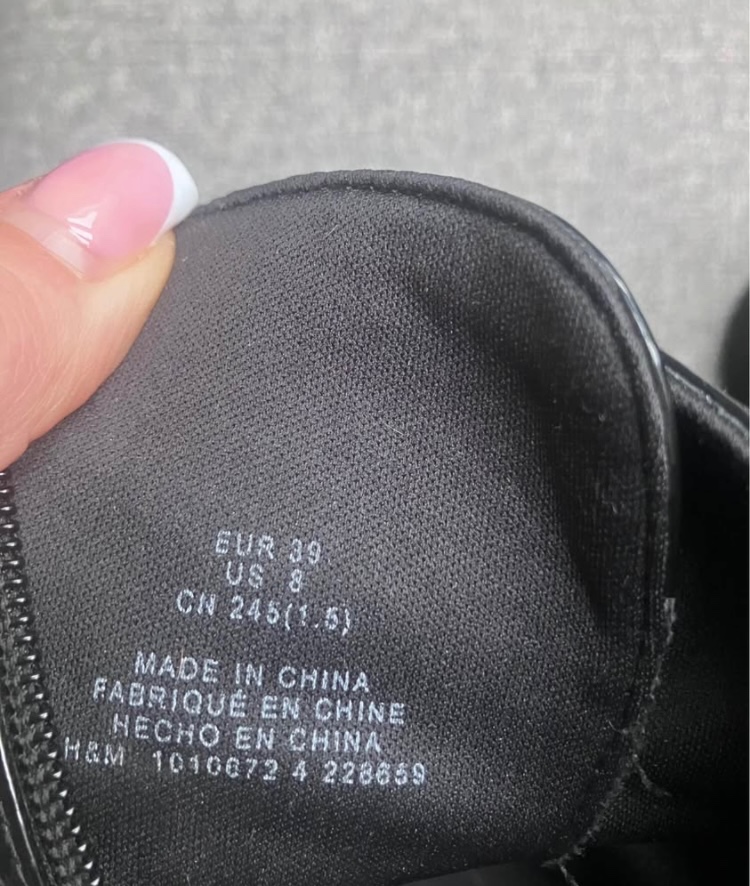 EUR 39
US 8
CN 245(1.5)
MADE IN CHINA
FABRIQUÉ EN CHINE
HECHO EN CHINA
H&M 1010672 4 228659